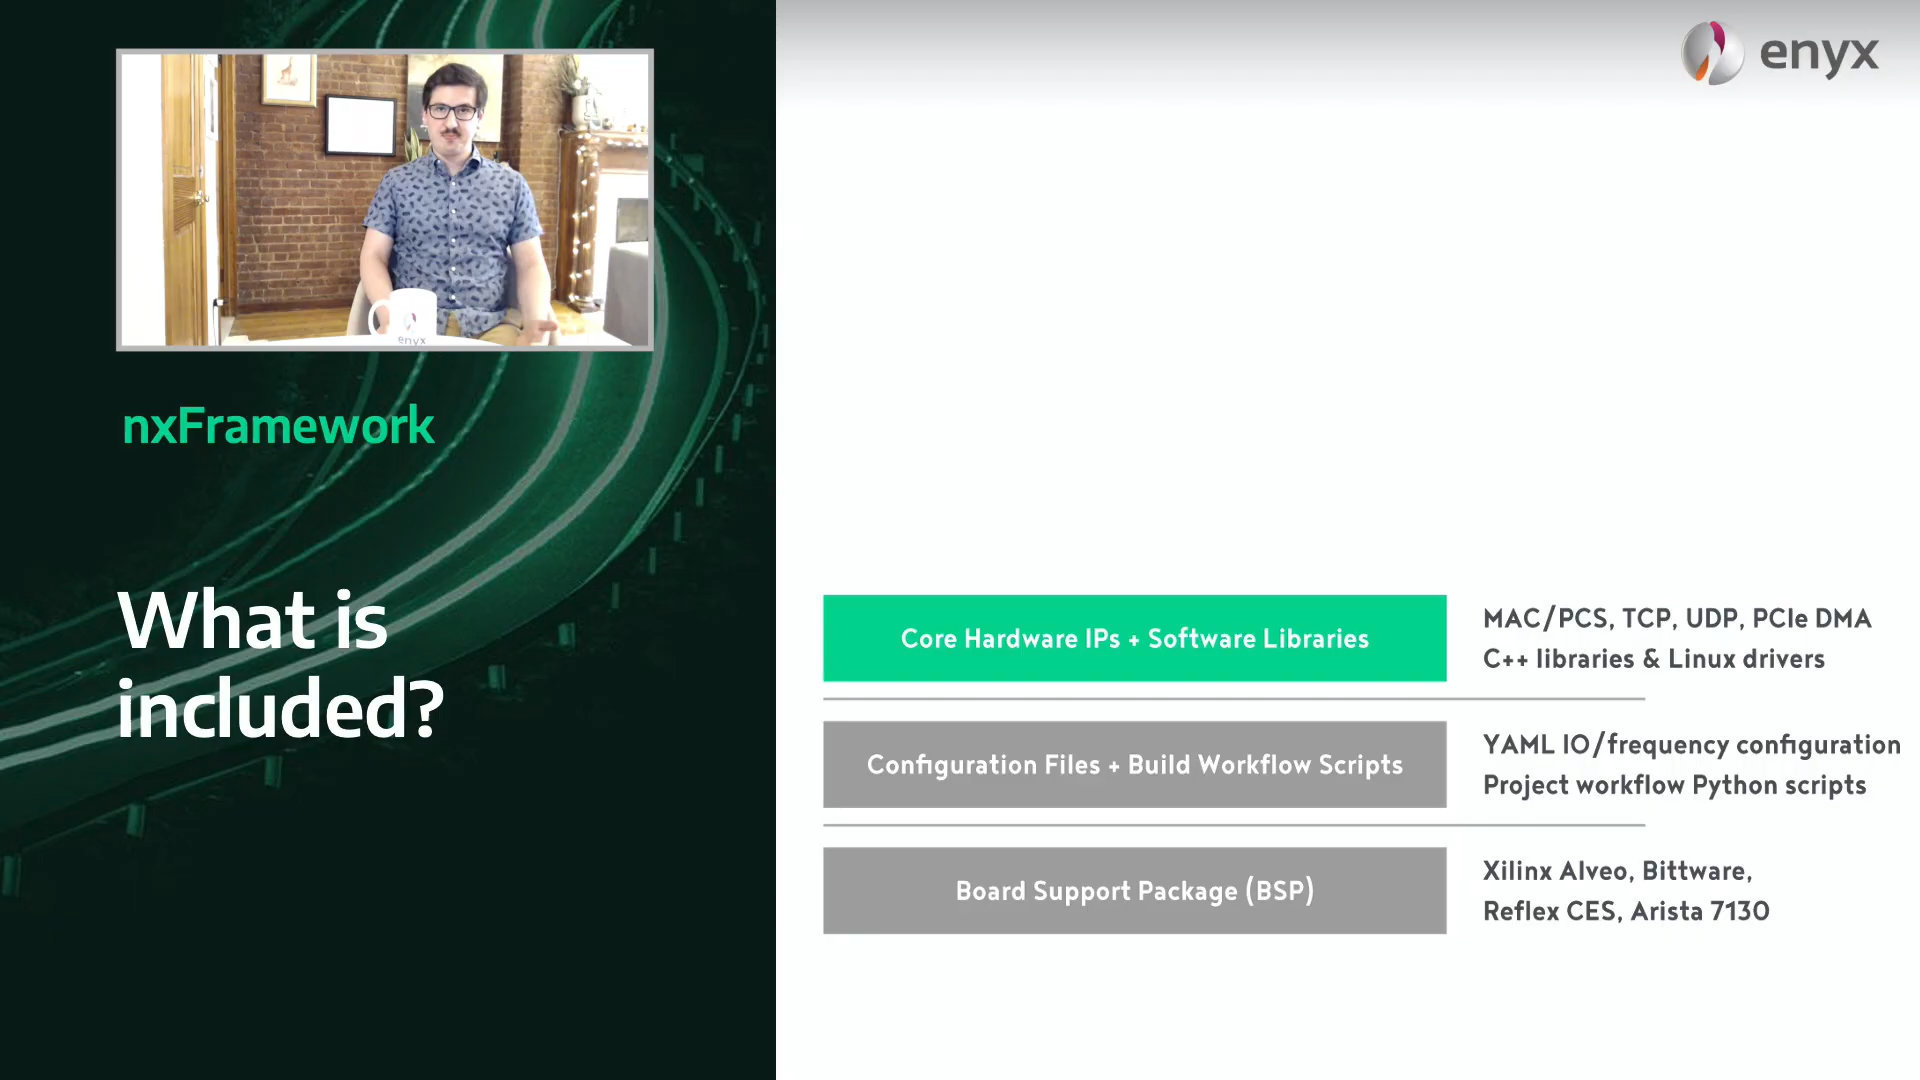 enyx
enyx
nxFramework
What is
included?
Core Hardware IPs + Software Libraries
MAC/PCS, TCP, UDP, PCIe DMA
C++ libraries & Linux drivers
Configuration Files + Build Workflow Scripts
YAML IO/frequency configuration
Project workflow Python scripts
Board Support Package (BSP)
Xilinx Alveo, Bittware,
Reflex CES, Arista 7130